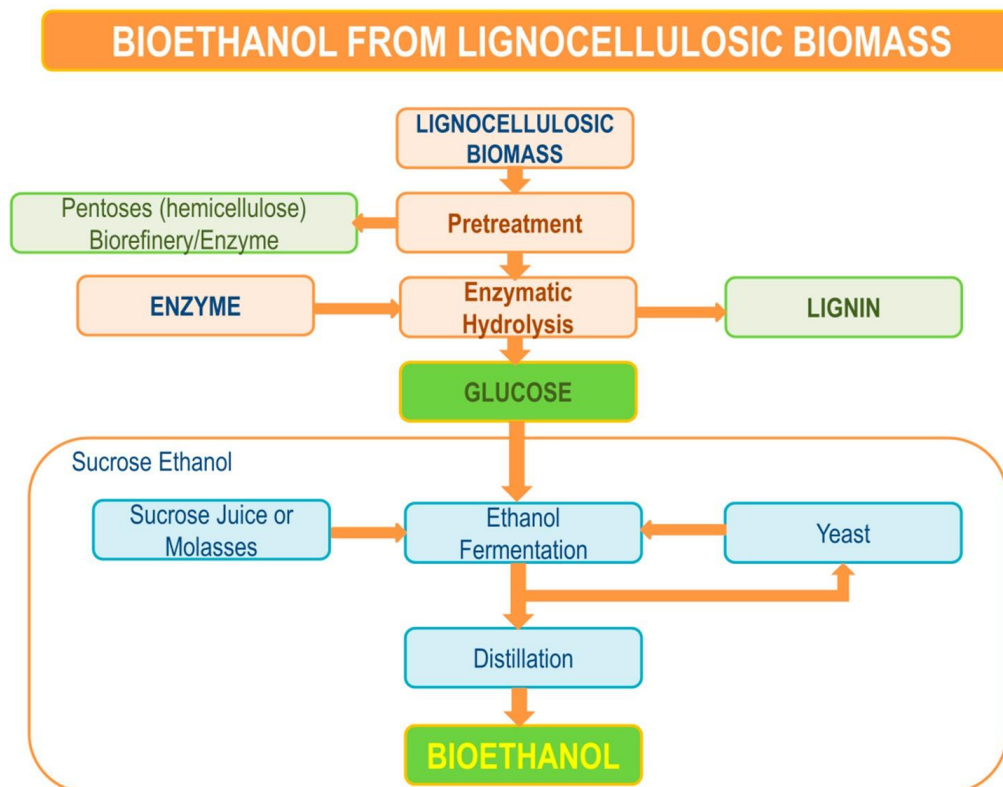 BIOETHANOL FROM LIGNOCELLULOSIC BIOMASS
LIGNOCELLULOSIC
BIOMASS
Pentoses (hemicellulose)
Biorefinery/Enzyme
Pretreatment
ENZYME
Enzymatic
Hydrolysis
LIGNIN
GLUCOSE
Sucrose Ethanol
Sucrose Juice or
Molasses
Ethanol
Fermentation
Yeast
Distillation
BIOETHANOL